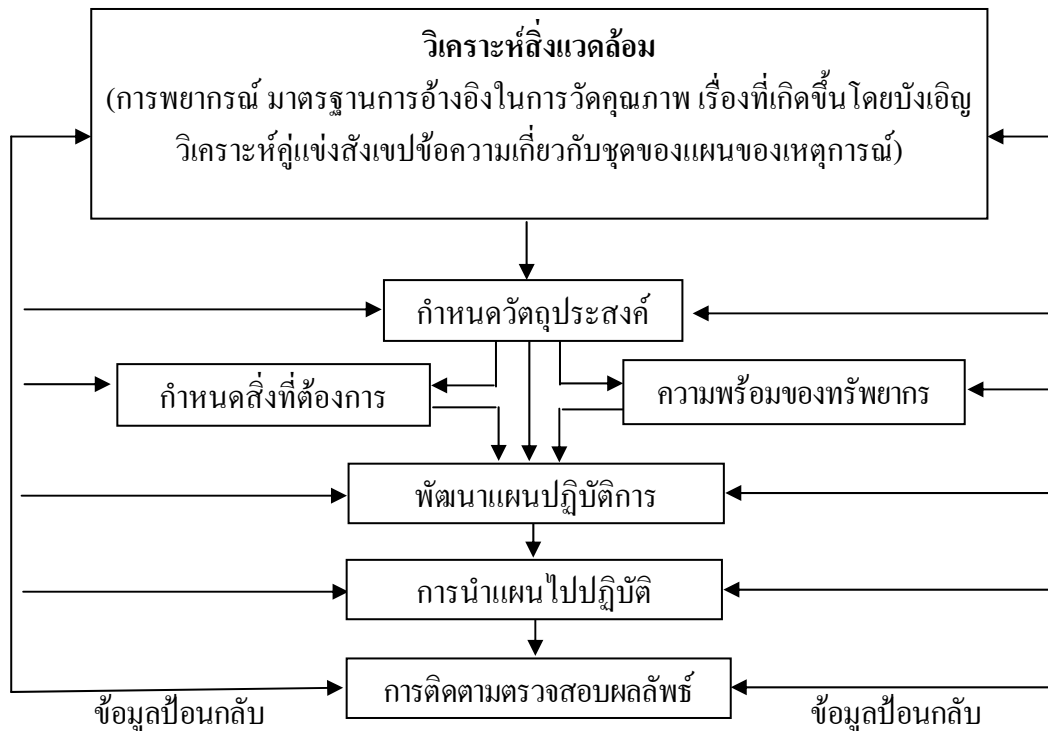 วิเคราะห์สิ่งแวดล้อม
(การพยากรณ์ มาตรฐานการอ้างอิงในการวัดคุณภาพ เรื่องที่เกิดขึ้นโดยบังเอิญ
วิเคราะห์คู่แข่งสังเขปข้อความเกี่ยวกับชุดของแผนของเหตุการณ์)
กำหนดวัตถุประสงค์
กำหนดสิ่งที่ต้องการ
ความพร้อมของทรัพยากร
พัฒนาแผนปฏิบัติการ
การนำแผนไปปฏิบัติ
การติดตามตรวจสอบผลลัพธ์
ข้อมูลป้อนกลับ
ข้อมูลป้อนกลับ